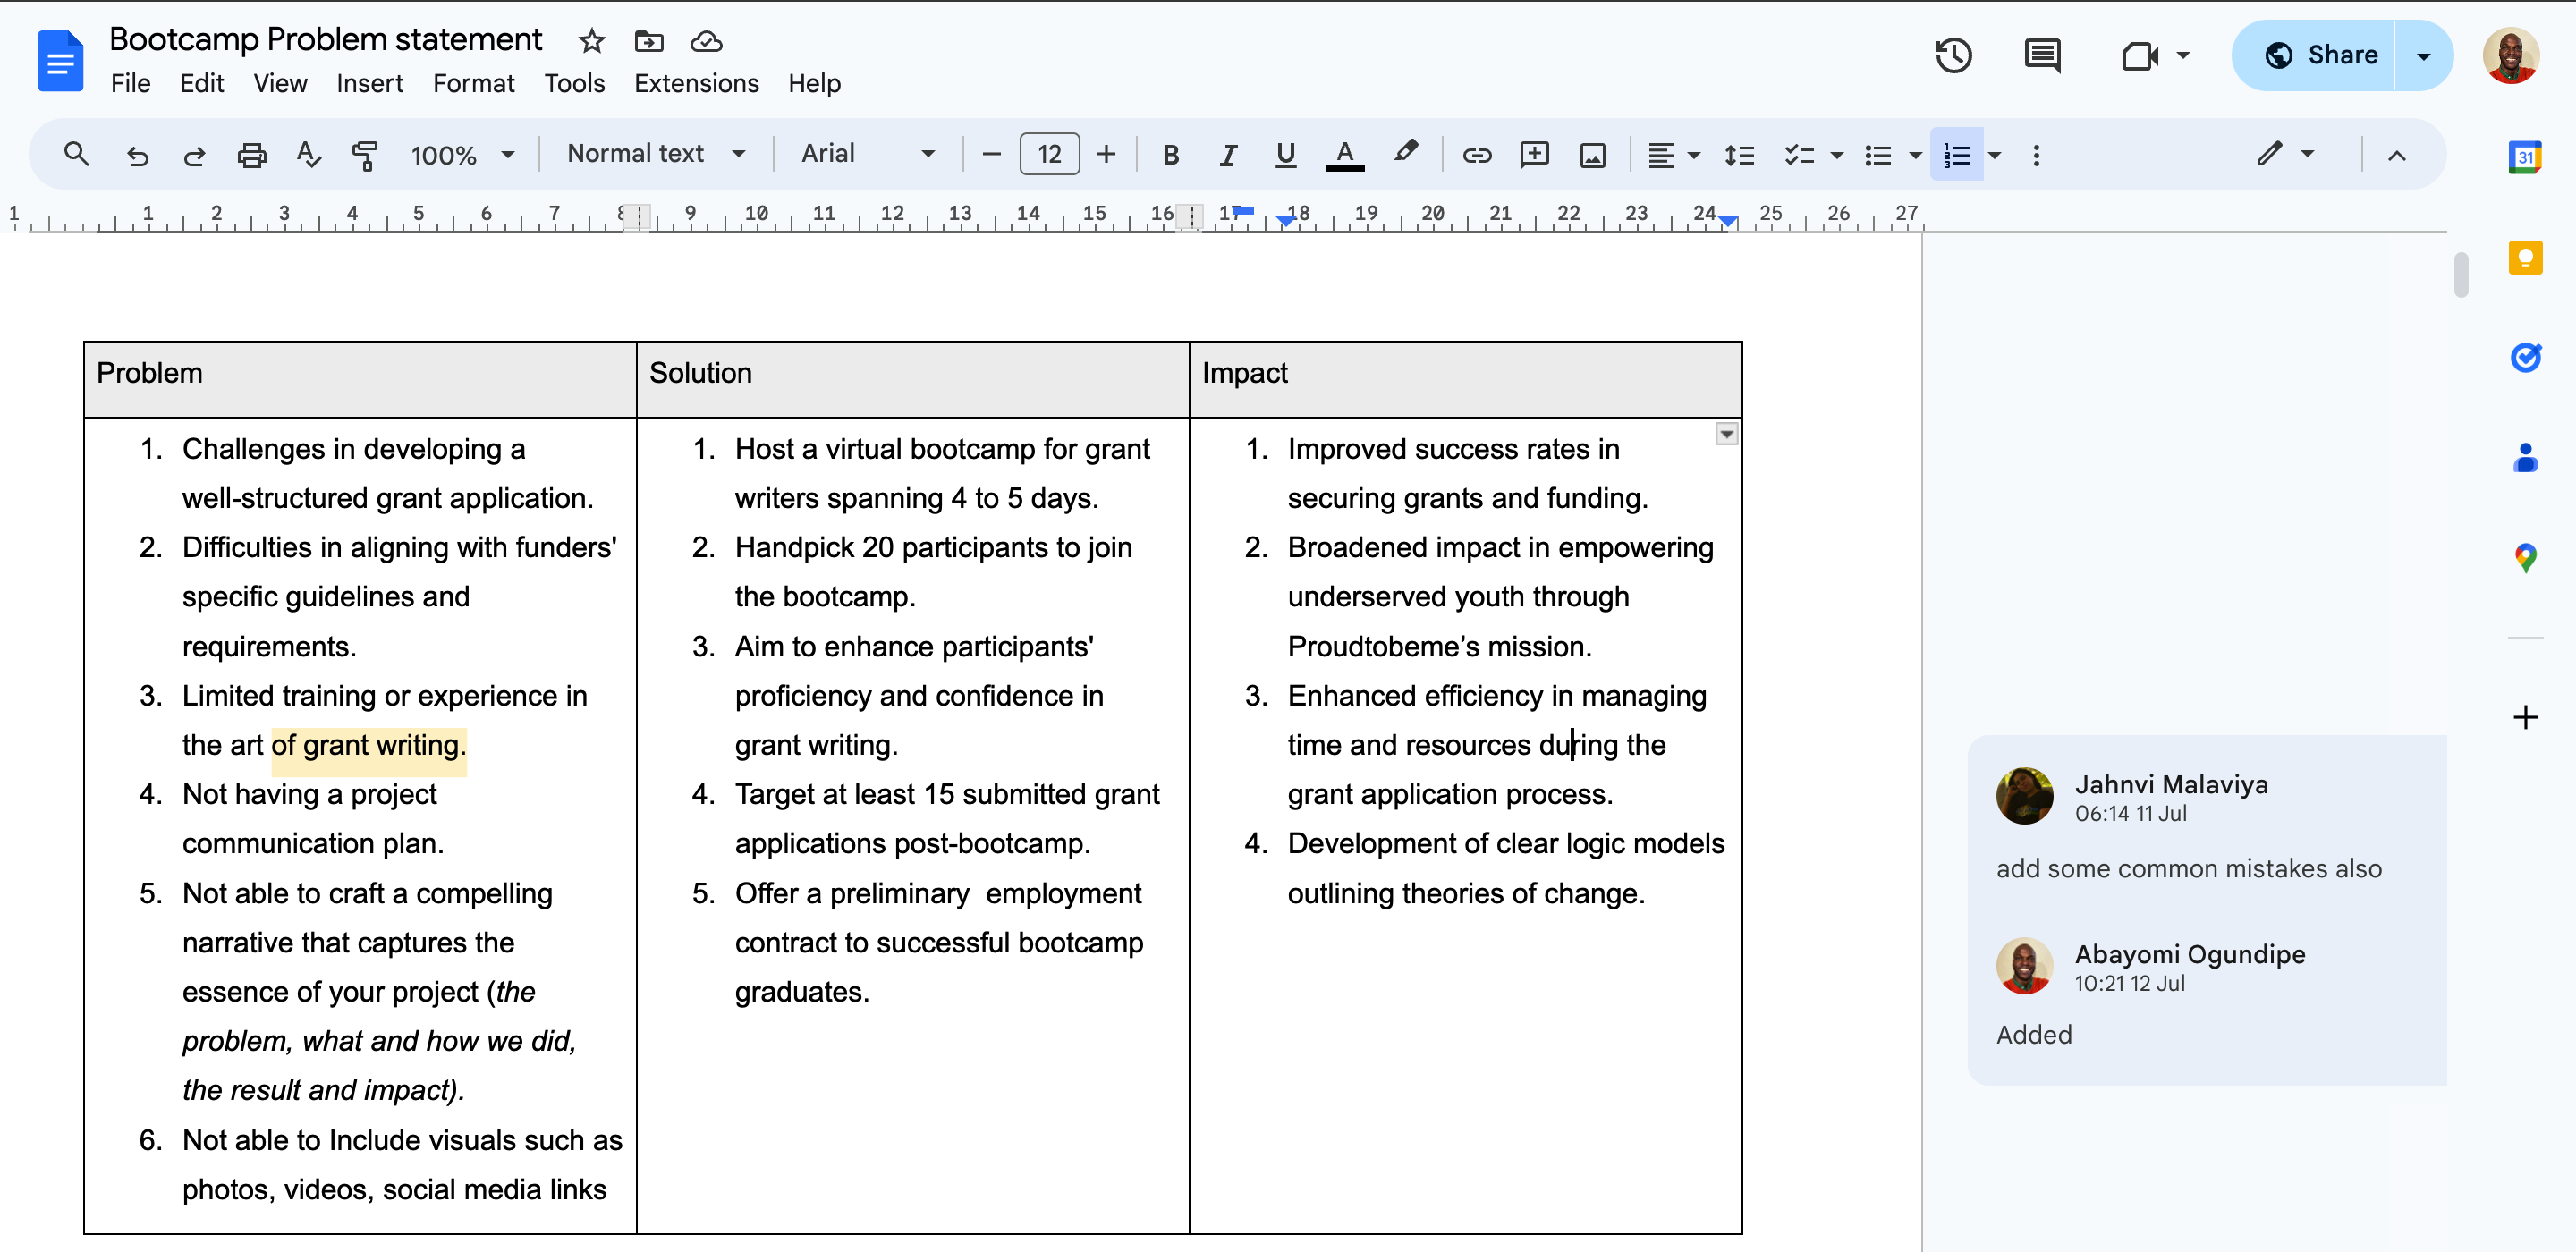 Bootcamp Problem statement
File Edit View Insert Format Tools Extensions Help
Share
100% Normal text Arial 12 B I U A
31
1 1 2 3 4 5 6 7 8 9 10 11 12 13 14 15 16 17 18 19 20 21 22 23 24 25 26 27
Problem
1. Challenges in developing a
well-structured grant application.
2. Difficulties in aligning with funders'
specific guidelines and
requirements.
3. Limited training or experience in
the art of grant writing.
4. Not having a project
communication plan.
5. Not able to craft a compelling
narrative that captures the
essence of your project (the
problem, what and how we did,
the result and impact).
6. Not able to Include visuals such as
photos, videos, social media links
Solution
1. Host a virtual bootcamp for grant
writers spanning 4 to 5 days.
2. Handpick 20 participants to join
the bootcamp.
3. Aim to enhance participants'
proficiency and confidence in
grant writing.
4. Target at least 15 submitted grant
applications post-bootcamp.
5. Offer a preliminary  employment
contract to successful bootcamp
graduates.
Impact
1. Improved success rates in
securing grants and funding.
2. Broadened impact in empowering
underserved youth through
Proudtobeme’s mission.
3. Enhanced efficiency in managing
time and resources during the
grant application process.
4. Development of clear logic models
outlining theories of change.
Jahnvi Malaviya
06:14 11 Jul
add some common mistakes also
Abayomi Ogundipe
10:21 12 Jul
Added